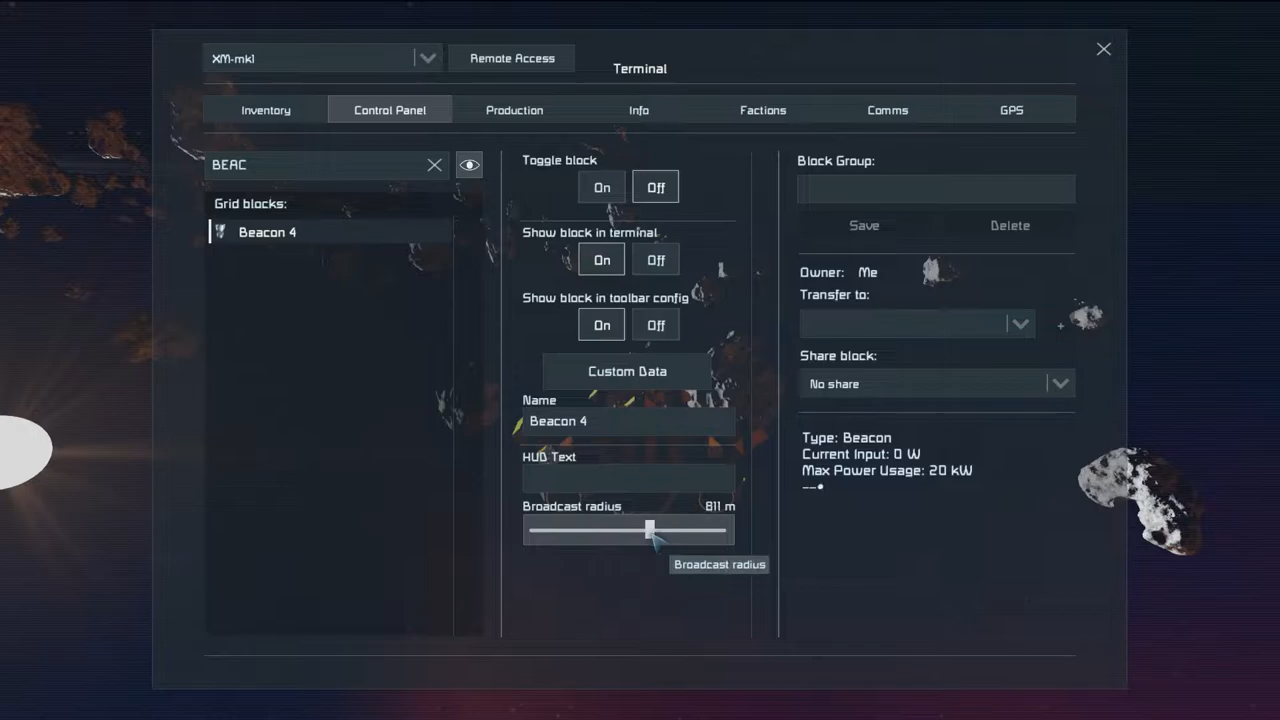 XM-mk1
Remote Access
Terminal
Inventory
Control Panel
Production
Info
Factions
Comms
GPS
BEAC
Grid blocks:
Beacon 4
Toggle block
On
Off
Show block in terminal
On
Off
Show block in toolbar config
On
Off
Custom Data
Name
Beacon 4
HUD Text
Broadcast radius 811 m
Broadcast radius
Block Group:
Save
Delete
Owner: Me
Transfer to:
Share block:
No share
Type: Beacon
Current Input: 0 W
Max Power Usage: 20 kW